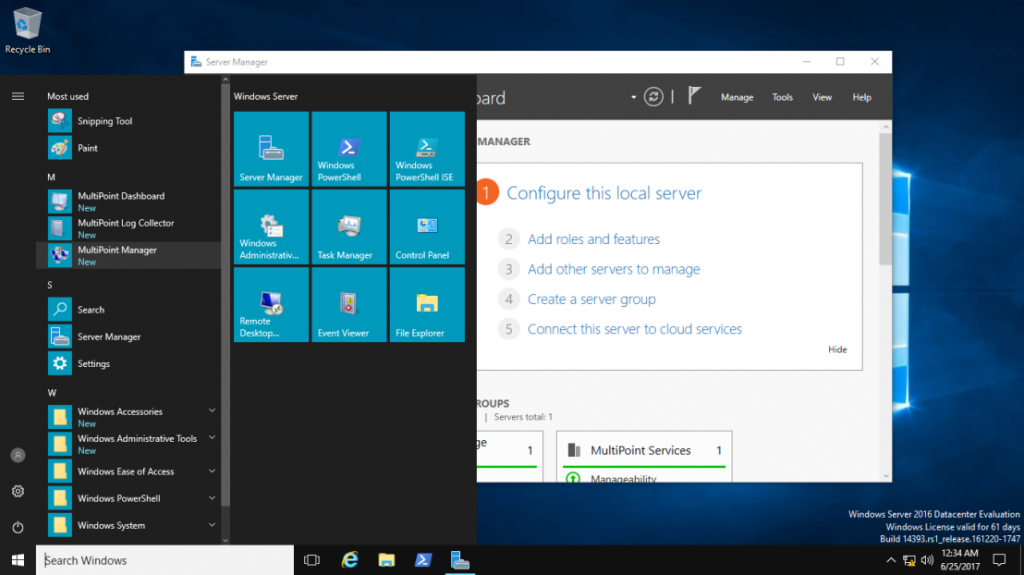 Recycle Bin
Server Manager
board
Manage
Tools
View
Help
MANAGER
1 Configure this local server
2 Add roles and features
3 Add other servers to manage
4 Create a server group
5 Connect this server to cloud services
Hide
ROUPS
| Servers total: 1
ge 1
MultiPoint Services 1
Manageability
Most used
Snipping Tool
Paint
M
MultiPoint Dashboard
New
MultiPoint Log Collector
New
MultiPoint Manager
New
S
Search
Server Manager
Settings
W
Windows Accessories
New
Windows Administrative Tools
New
Windows Ease of Access
Windows PowerShell
Windows System
Windows Server
Server Manager
Windows
PowerShell
Windows
PowerShell ISE
Windows
Administrativ...
Task Manager
Control Panel
Remote
Desktop...
Event Viewer
File Explorer
Windows Server 2016 Datacenter Evaluation
Windows License valid for 61 days
Build 14393.rs1_release.161220-1747
Search Windows
12:34 AM
6/25/2017